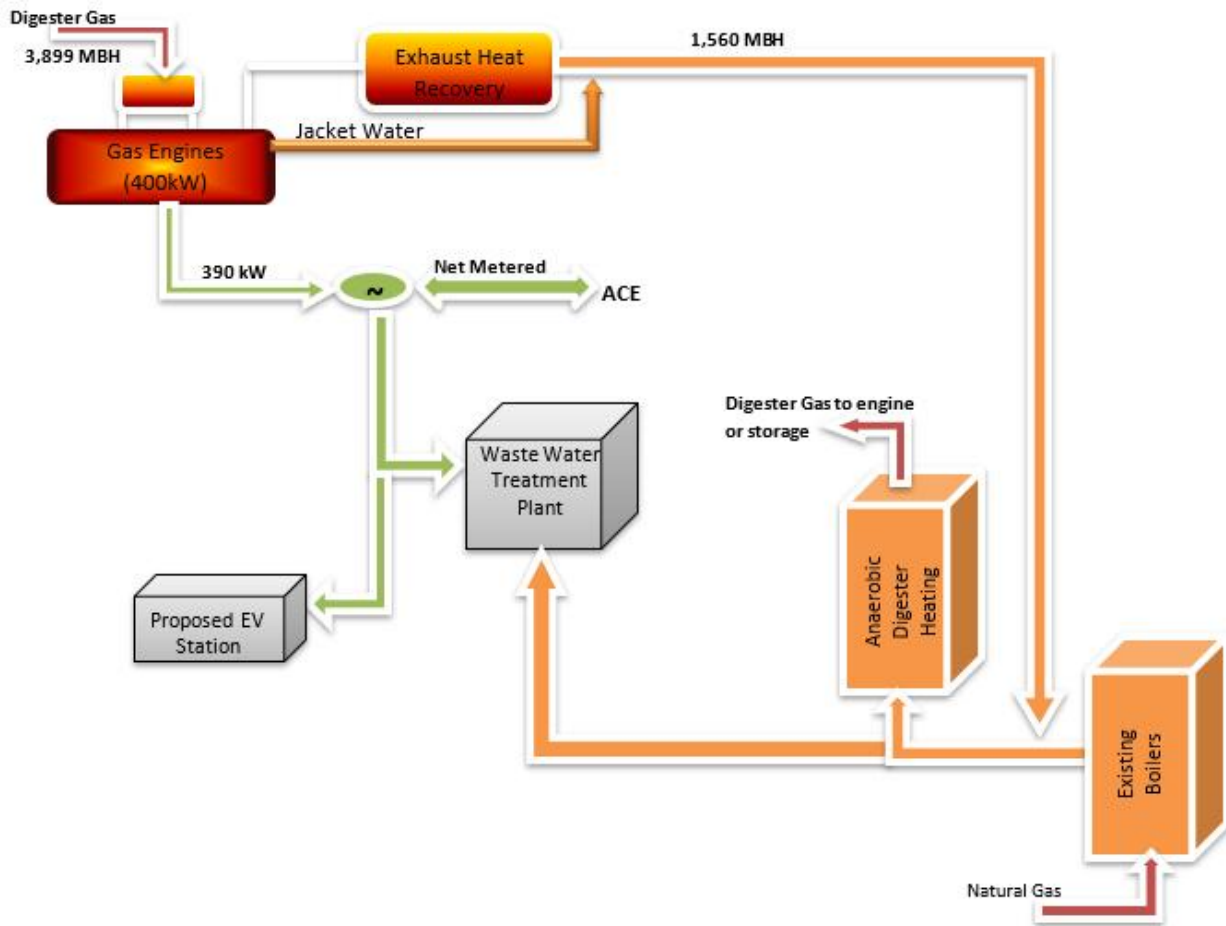 Digester Gas
3,899 MBH
Exhaust Heat
Recovery
1,560 MBH
Jacket Water
Gas Engines
(400kW)
390 kW
~
Net Metered
ACE
Digester Gas to engine
or storage
Waste Water
Treatment
Plant
Anaerobic
Digester
Heating
Proposed EV
Station
Existing
Boilers
Natural Gas